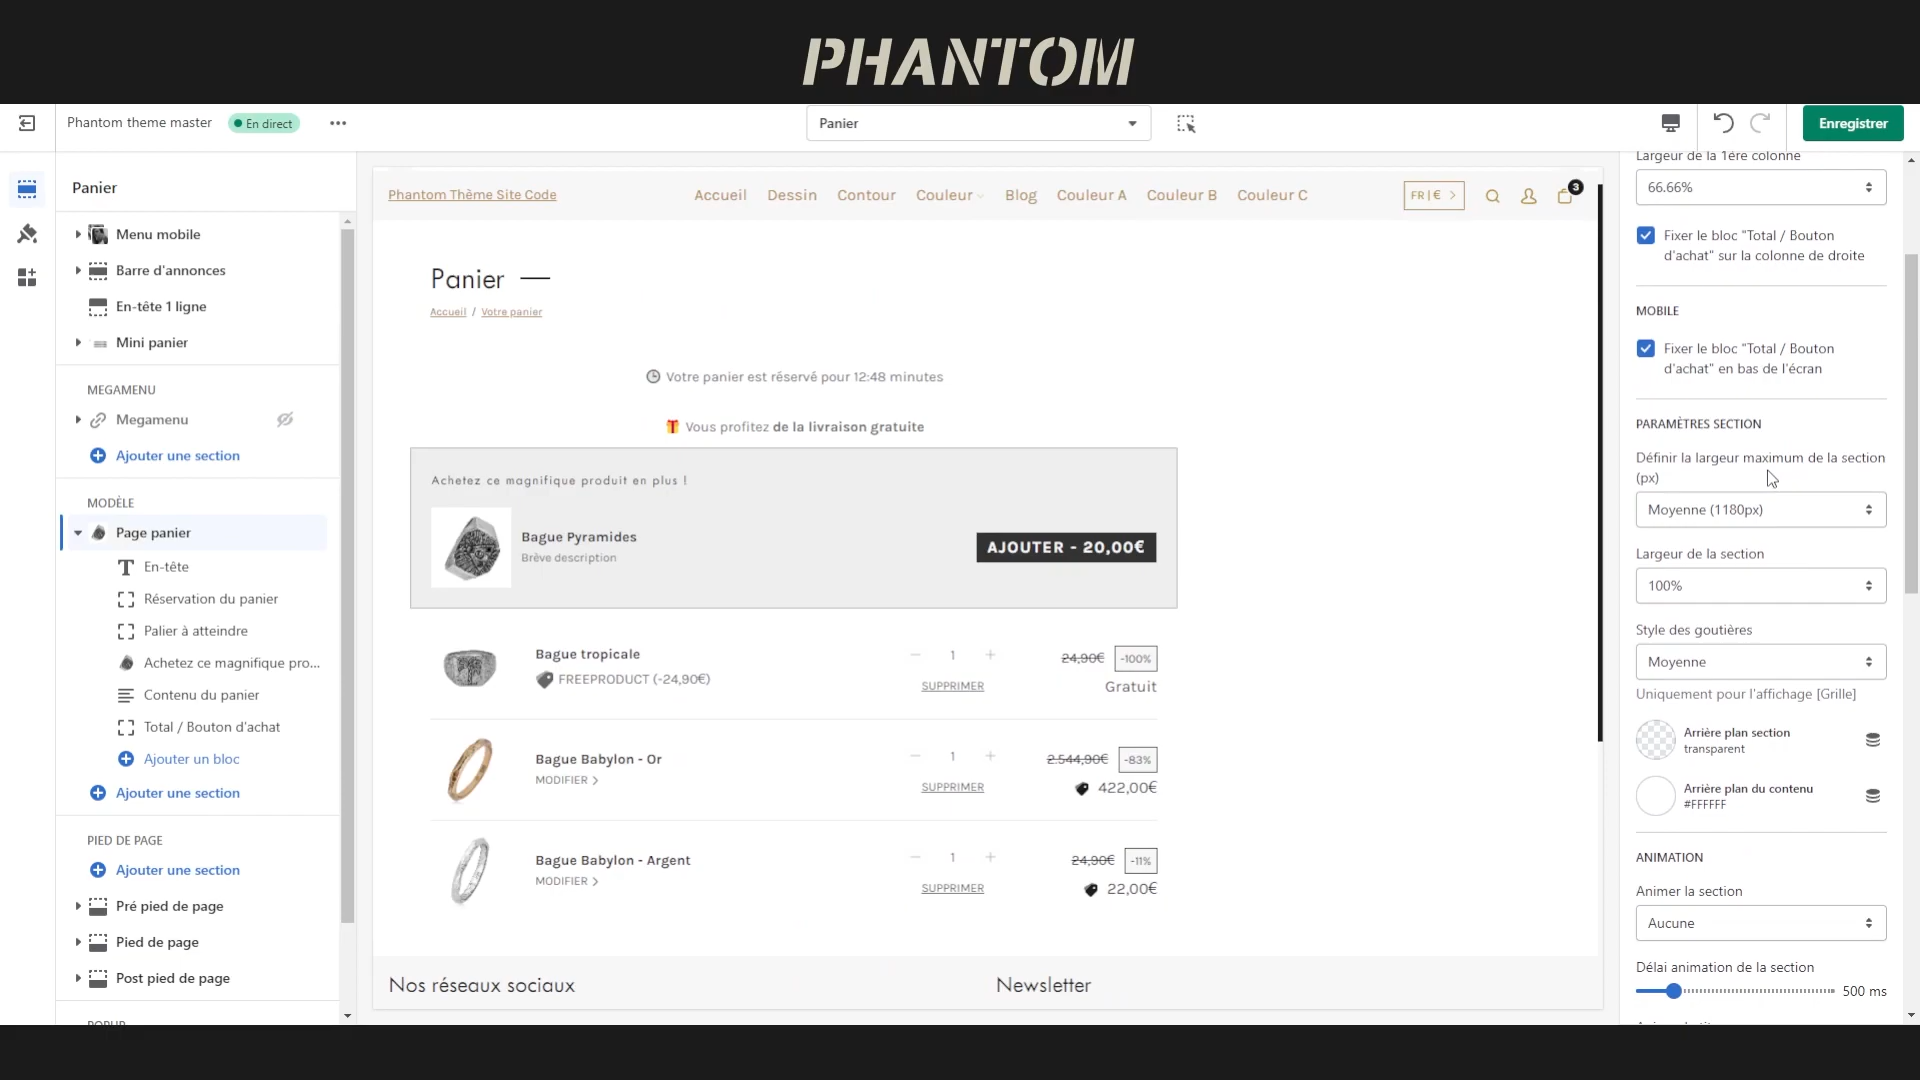 PHANTOM
Phantom theme master
En direct
Panier
Enregistrer
Panier
Menu mobile
Barre d'annonces
En-tête 1 ligne
Mini panier
MEGAMENU
Megamenu
Ajouter une section
MODÈLE
Page panier
En-tête
Réservation du panier
Palier à atteindre
Achetez ce magnifique pro...
Contenu du panier
Total / Bouton d'achat
Ajouter un bloc
Ajouter une section
PIED DE PAGE
Ajouter une section
Pré pied de page
Pied de page
Post pied de page
POPUP
Phantom Thème Site Code
Accueil Dessin Contour Couleur Blog Couleur A Couleur B Couleur C
FR | € >
3
Panier
Accueil / Votre panier
Votre panier est réservé pour 12:48 minutes
Vous profitez de la livraison gratuite
Achetez ce magnifique produit en plus !
Bague Pyramides
Brève description
AJOUTER - 20,00€
Bague tropicale
FREEPRODUCT (-24,90€)
− 1 +
SUPPRIMER
24,90€ -100%
Gratuit
Bague Babylon - Or
MODIFIER >
− 1 +
SUPPRIMER
2.544,90€ -83%
422,00€
Bague Babylon - Argent
MODIFIER >
− 1 +
SUPPRIMER
24,90€ -11%
22,00€
Nos réseaux sociaux
Newsletter
Largeur de la 1ère colonne
66.66%
Fixer le bloc "Total / Bouton
d'achat" sur la colonne de droite
MOBILE
Fixer le bloc "Total / Bouton
d'achat" en bas de l'écran
PARAMÈTRES SECTION
Définir la largeur maximum de la section
(px)
Moyenne (1180px)
Largeur de la section
100%
Style des goutières
Moyenne
Uniquement pour l'affichage [Grille]
Arrière plan section
transparent
Arrière plan du contenu
#FFFFFF
ANIMATION
Animer la section
Aucune
Délai animation de la section
500 ms